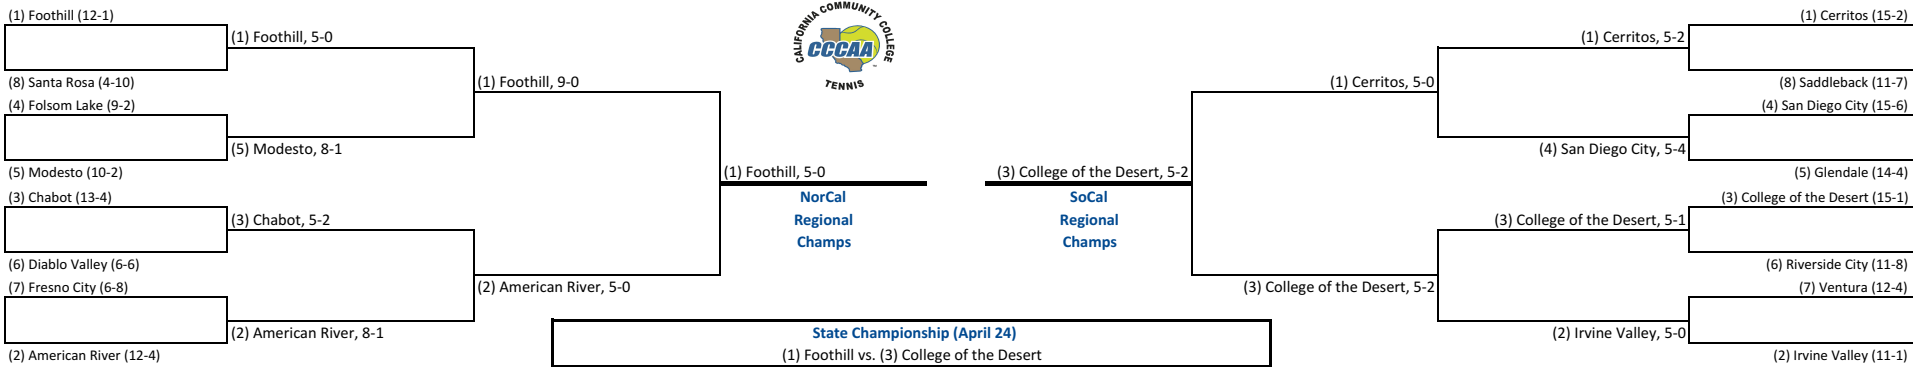 (1) Foothill (12-1)
(1) Foothill, 5-0
(8) Santa Rosa (4-10)
(4) Folsom Lake (9-2)
(1) Foothill, 9-0
(5) Modesto, 8-1
(5) Modesto (10-2)
(3) Chabot (13-4)
(1) Foothill, 5-0
NorCal
Regional
Champs
(3) Chabot, 5-2
(6) Diablo Valley (6-6)
(7) Fresno City (6-8)
(2) American River, 5-0
(2) American River, 8-1
(2) American River (12-4)
CALIFORNIA COMMUNITY COLLEGE
CCCAA
TENNIS
(1) Cerritos (15-2)
(1) Cerritos, 5-2
(8) Saddleback (11-7)
(4) San Diego City (15-6)
(1) Cerritos, 5-0
(4) San Diego City, 5-4
(5) Glendale (14-4)
(3) College of the Desert (15-1)
(3) College of the Desert, 5-2
SoCal
Regional
Champs
(3) College of the Desert, 5-1
(6) Riverside City (11-8)
(7) Ventura (12-4)
(3) College of the Desert, 5-2
(2) Irvine Valley, 5-0
(2) Irvine Valley (11-1)
State Championship (April 24)
(1) Foothill vs. (3) College of the Desert